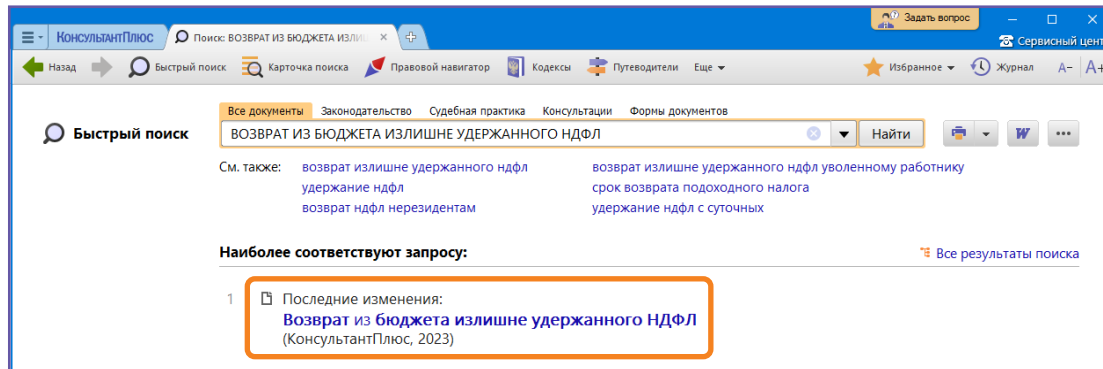 Задать вопрос
КонсультантПлюс
Поиск: ВОЗВРАТ ИЗ БЮДЖЕТА ИЗЛИ
Сервисный цент
Назад Быстрый поиск Карточка поиска Правовой навигатор Кодексы Путеводители Еще Избранное Журнал А- А+
Все документы Законодательство Судебная практика Консультации Формы документов
Быстрый поиск ВОЗВРАТ ИЗ БЮДЖЕТА ИЗЛИШНЕ УДЕРЖАННОГО НДФЛ Найти W
См. также: возврат излишне удержанного ндфл возврат излишне удержанного ндфл уволенному работнику
удержание ндфл срок возврата подоходного налога
возврат ндфл нерезидентам удержание ндфл с суточных
Наиболее соответствуют запросу: Все результаты поиска
1 Последние изменения:
Возврат из бюджета излишне удержанного НДФЛ
(КонсультантПлюс, 2023)